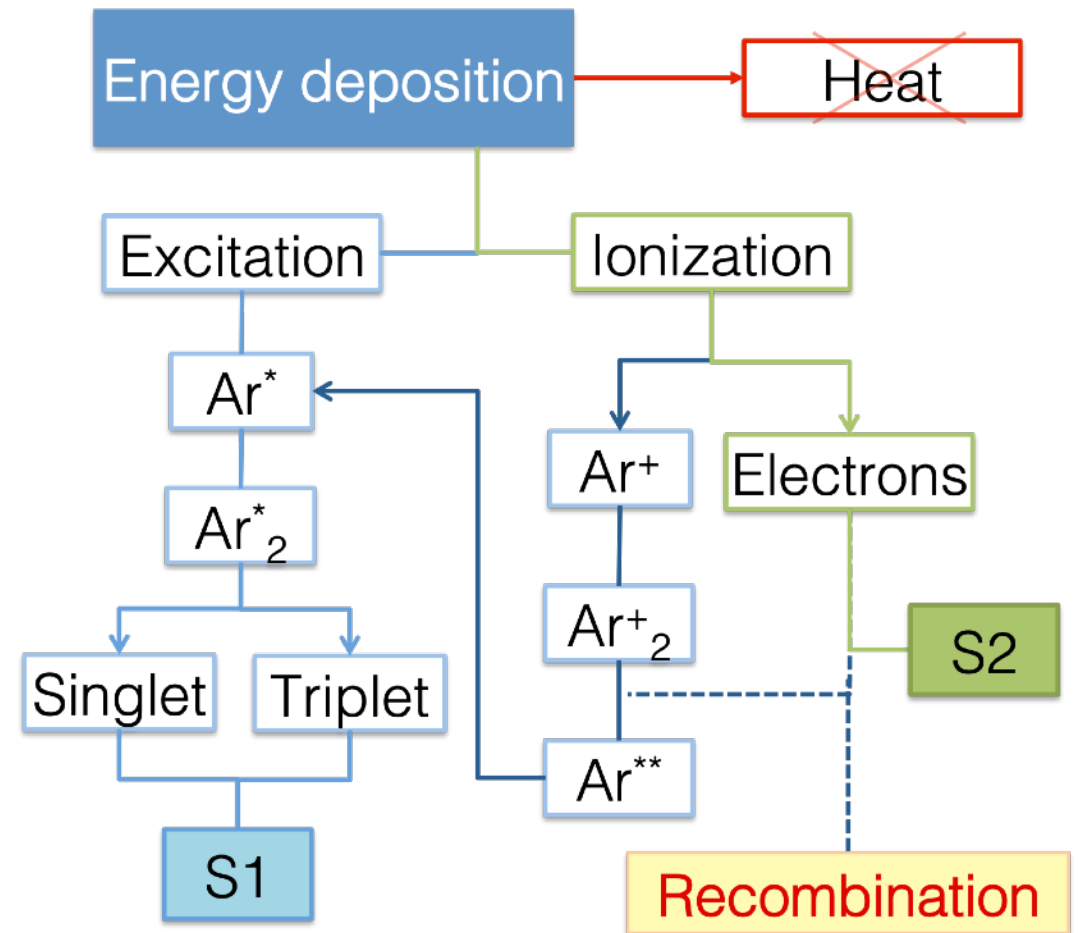 Energy deposition
Heat
Excitation
Ionization
Ar*
Ar+
Electrons
Ar*2
Ar+2
S2
Singlet
Triplet
Ar**
S1
Recombination